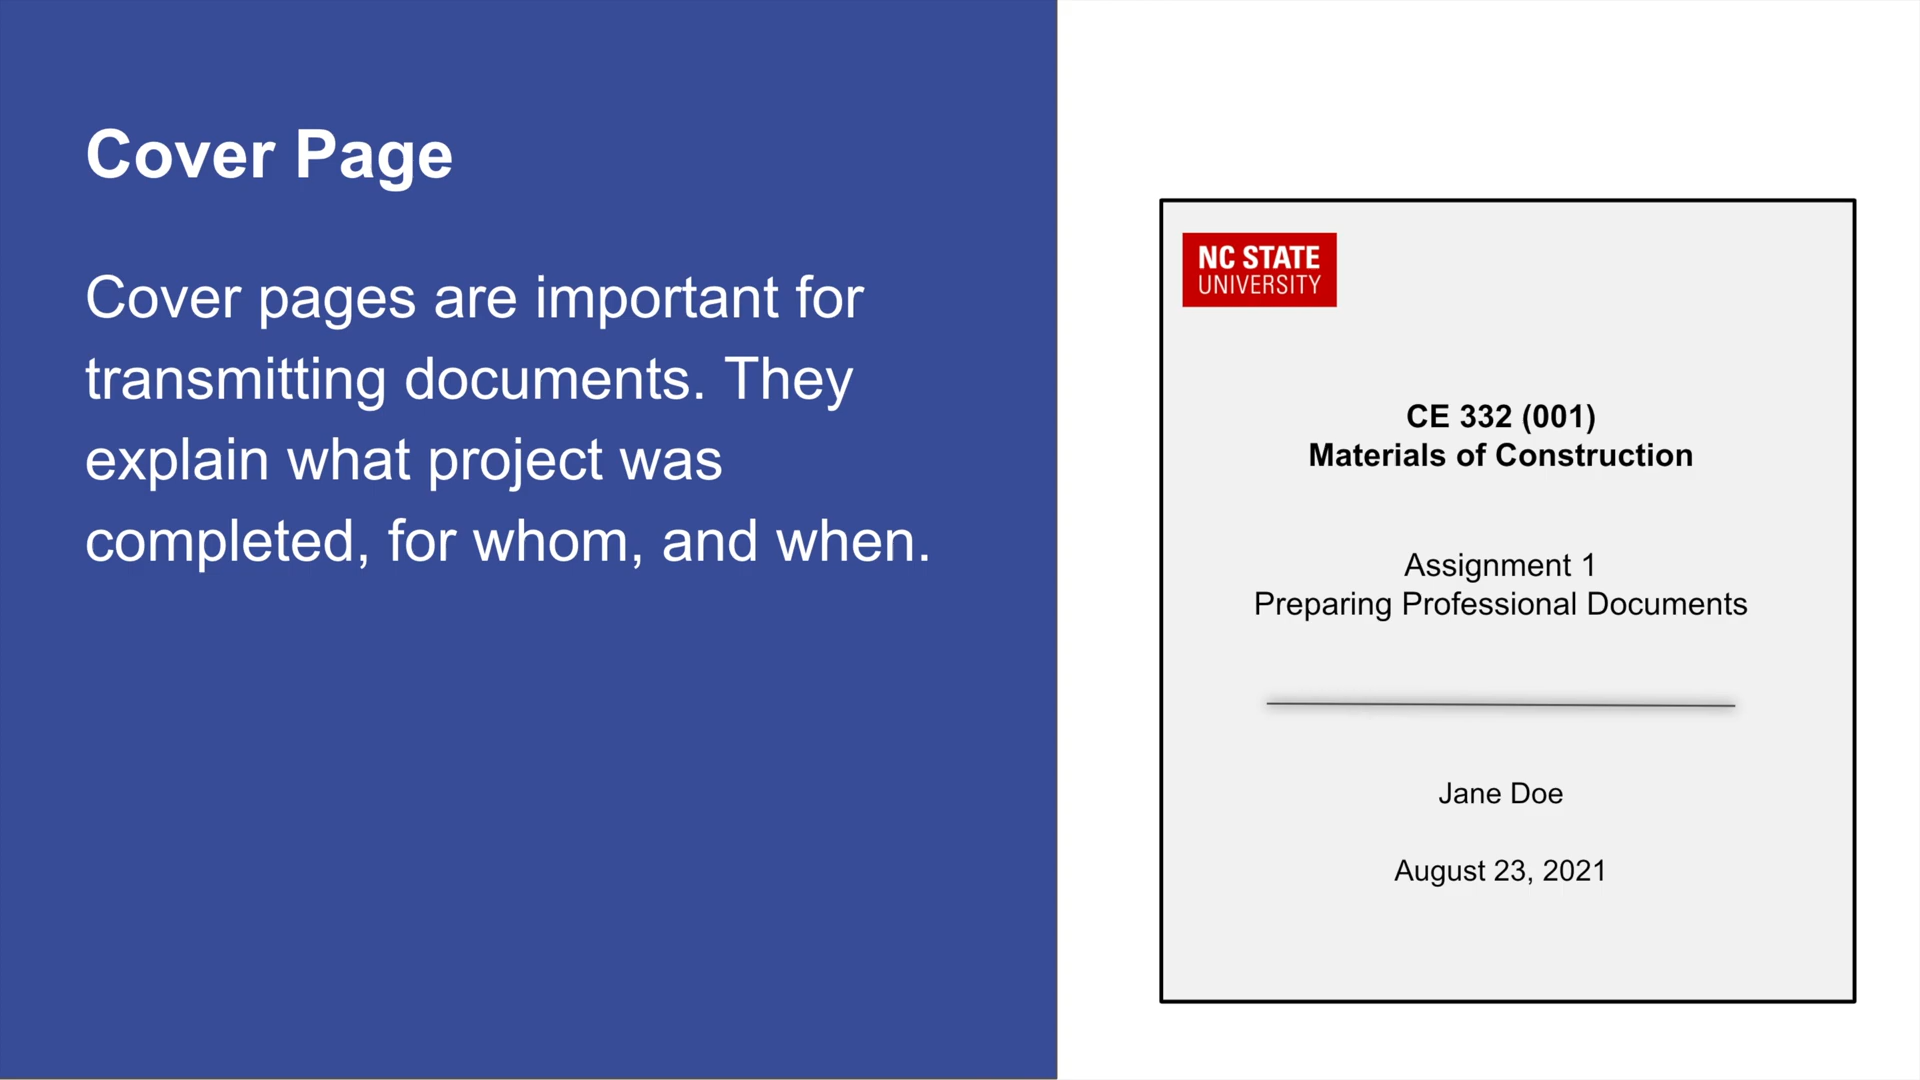 Cover Page
Cover pages are important for
transmitting documents. They
explain what project was
completed, for whom, and when.
NC STATE
UNIVERSITY
CE 332 (001)
Materials of Construction
Assignment 1
Preparing Professional Documents
Jane Doe
August 23, 2021